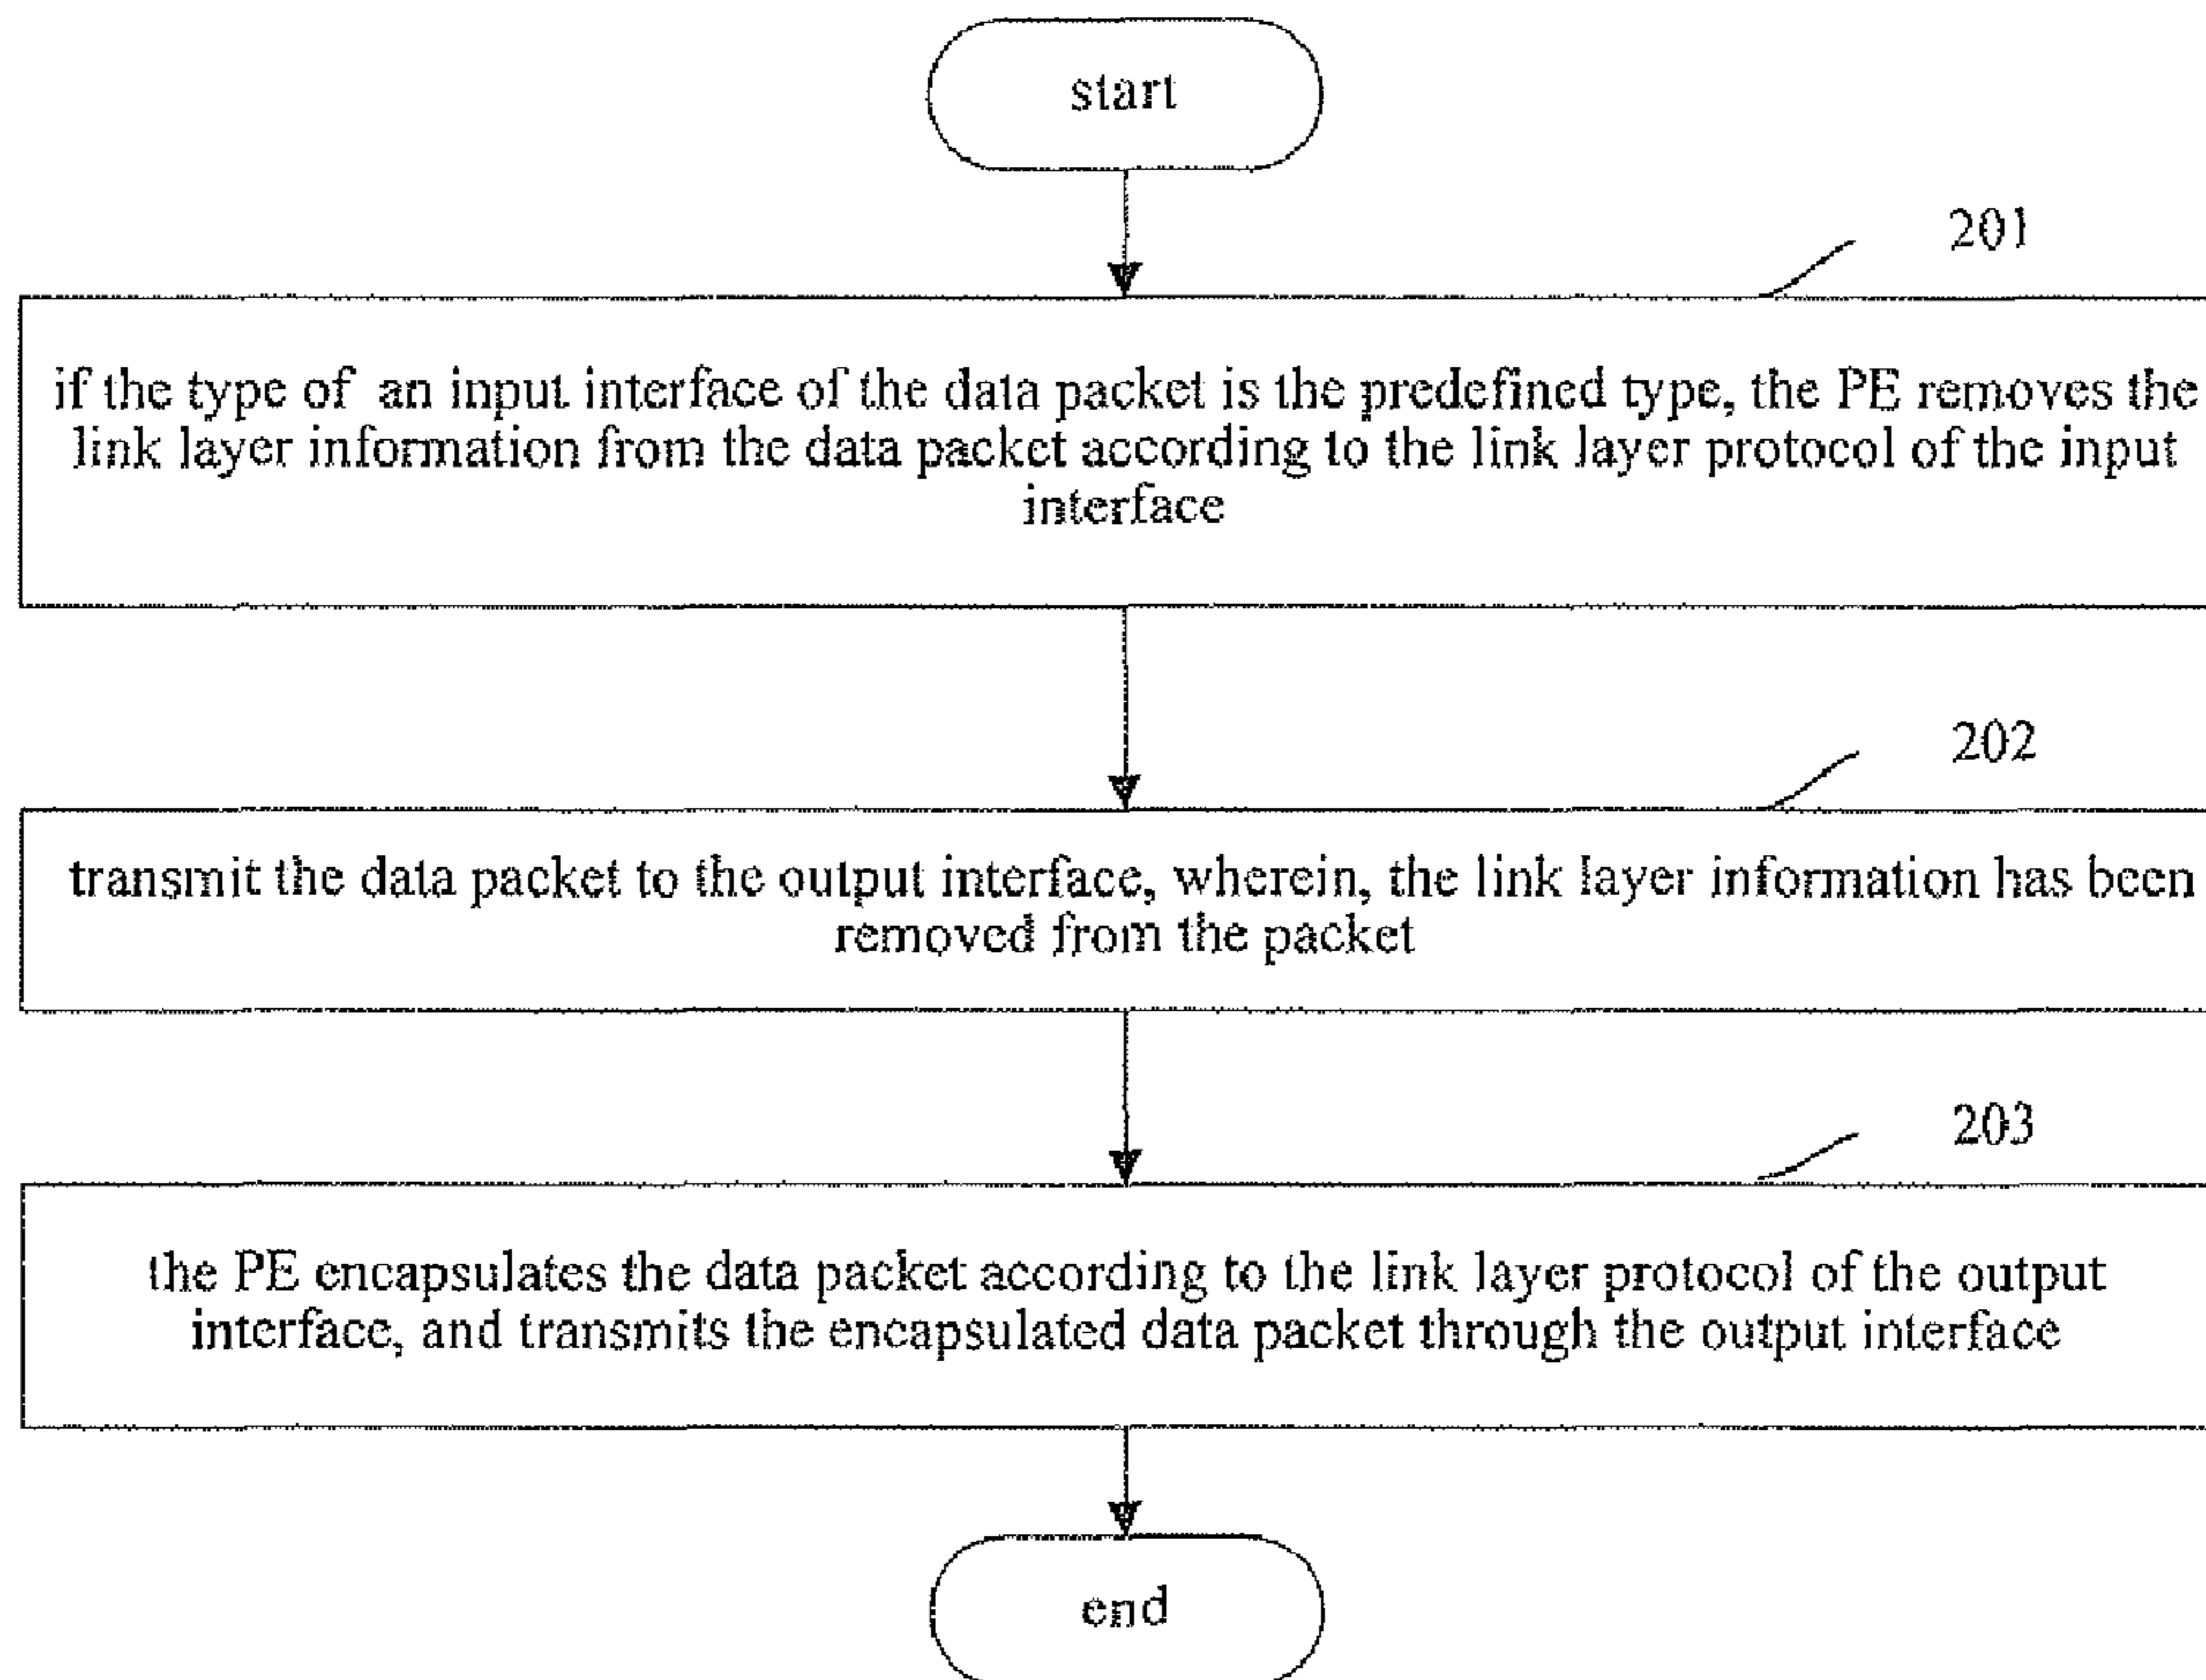 start
201
if the type of an input interface of the data packet is the predefined type, the PE removes the
link layer information from the data packet according to the link layer protocol of the input
interface
202
transmit the data packet to the output interface, wherein, the link layer information has been
removed from the packet
203
the PE encapsulates the data packet according to the link layer protocol of the output
interface, and transmits the encapsulated data packet through the output interface
end